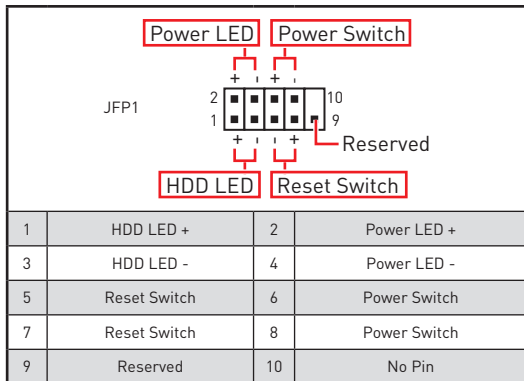 Power LED Power Switch
+ - + -
JFP1
2 10
1 9
+ - - +
Reserved
HDD LED Reset Switch
1 HDD LED + 2 Power LED +
3 HDD LED - 4 Power LED -
5 Reset Switch 6 Power Switch
7 Reset Switch 8 Power Switch
9 Reserved 10 No Pin